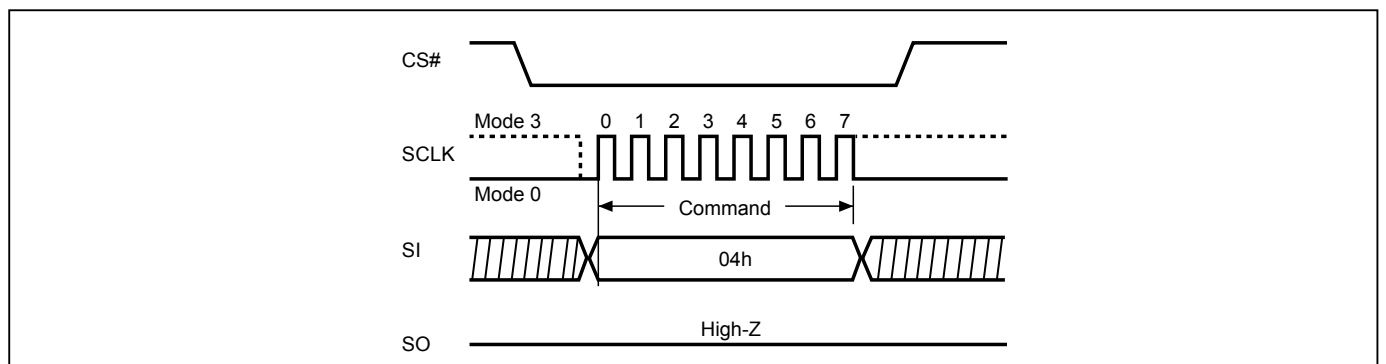 CS#
Mode 3 0 1 2 3 4 5 6 7
SCLK
Mode 0
Command
SI
04h
High-Z
SO